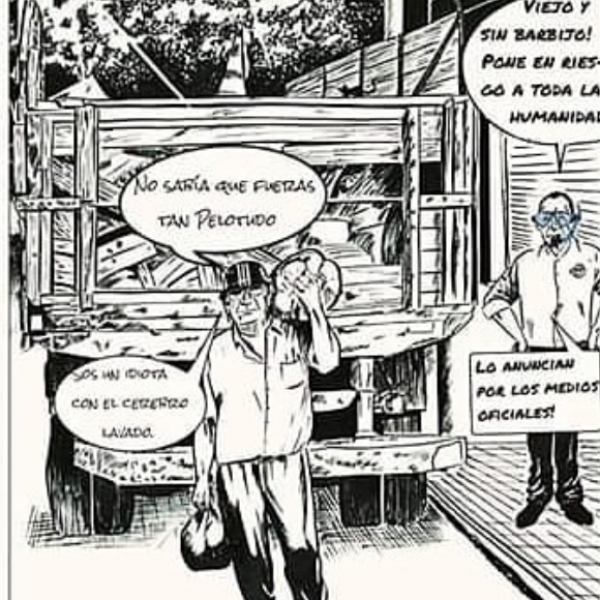 VIEJO Y
SIN BARBIJO!
PONE EN RIES-
GO A TODA LA
HUMANIDAD
NO SABÍA QUE FUERAS
TAN PELOTUDO
LO ANUNCIAN
POR LOS MEDIOS
OFICIALES!
SOS UN IDIOTA
CON EL CEREBRO
LAVADO.